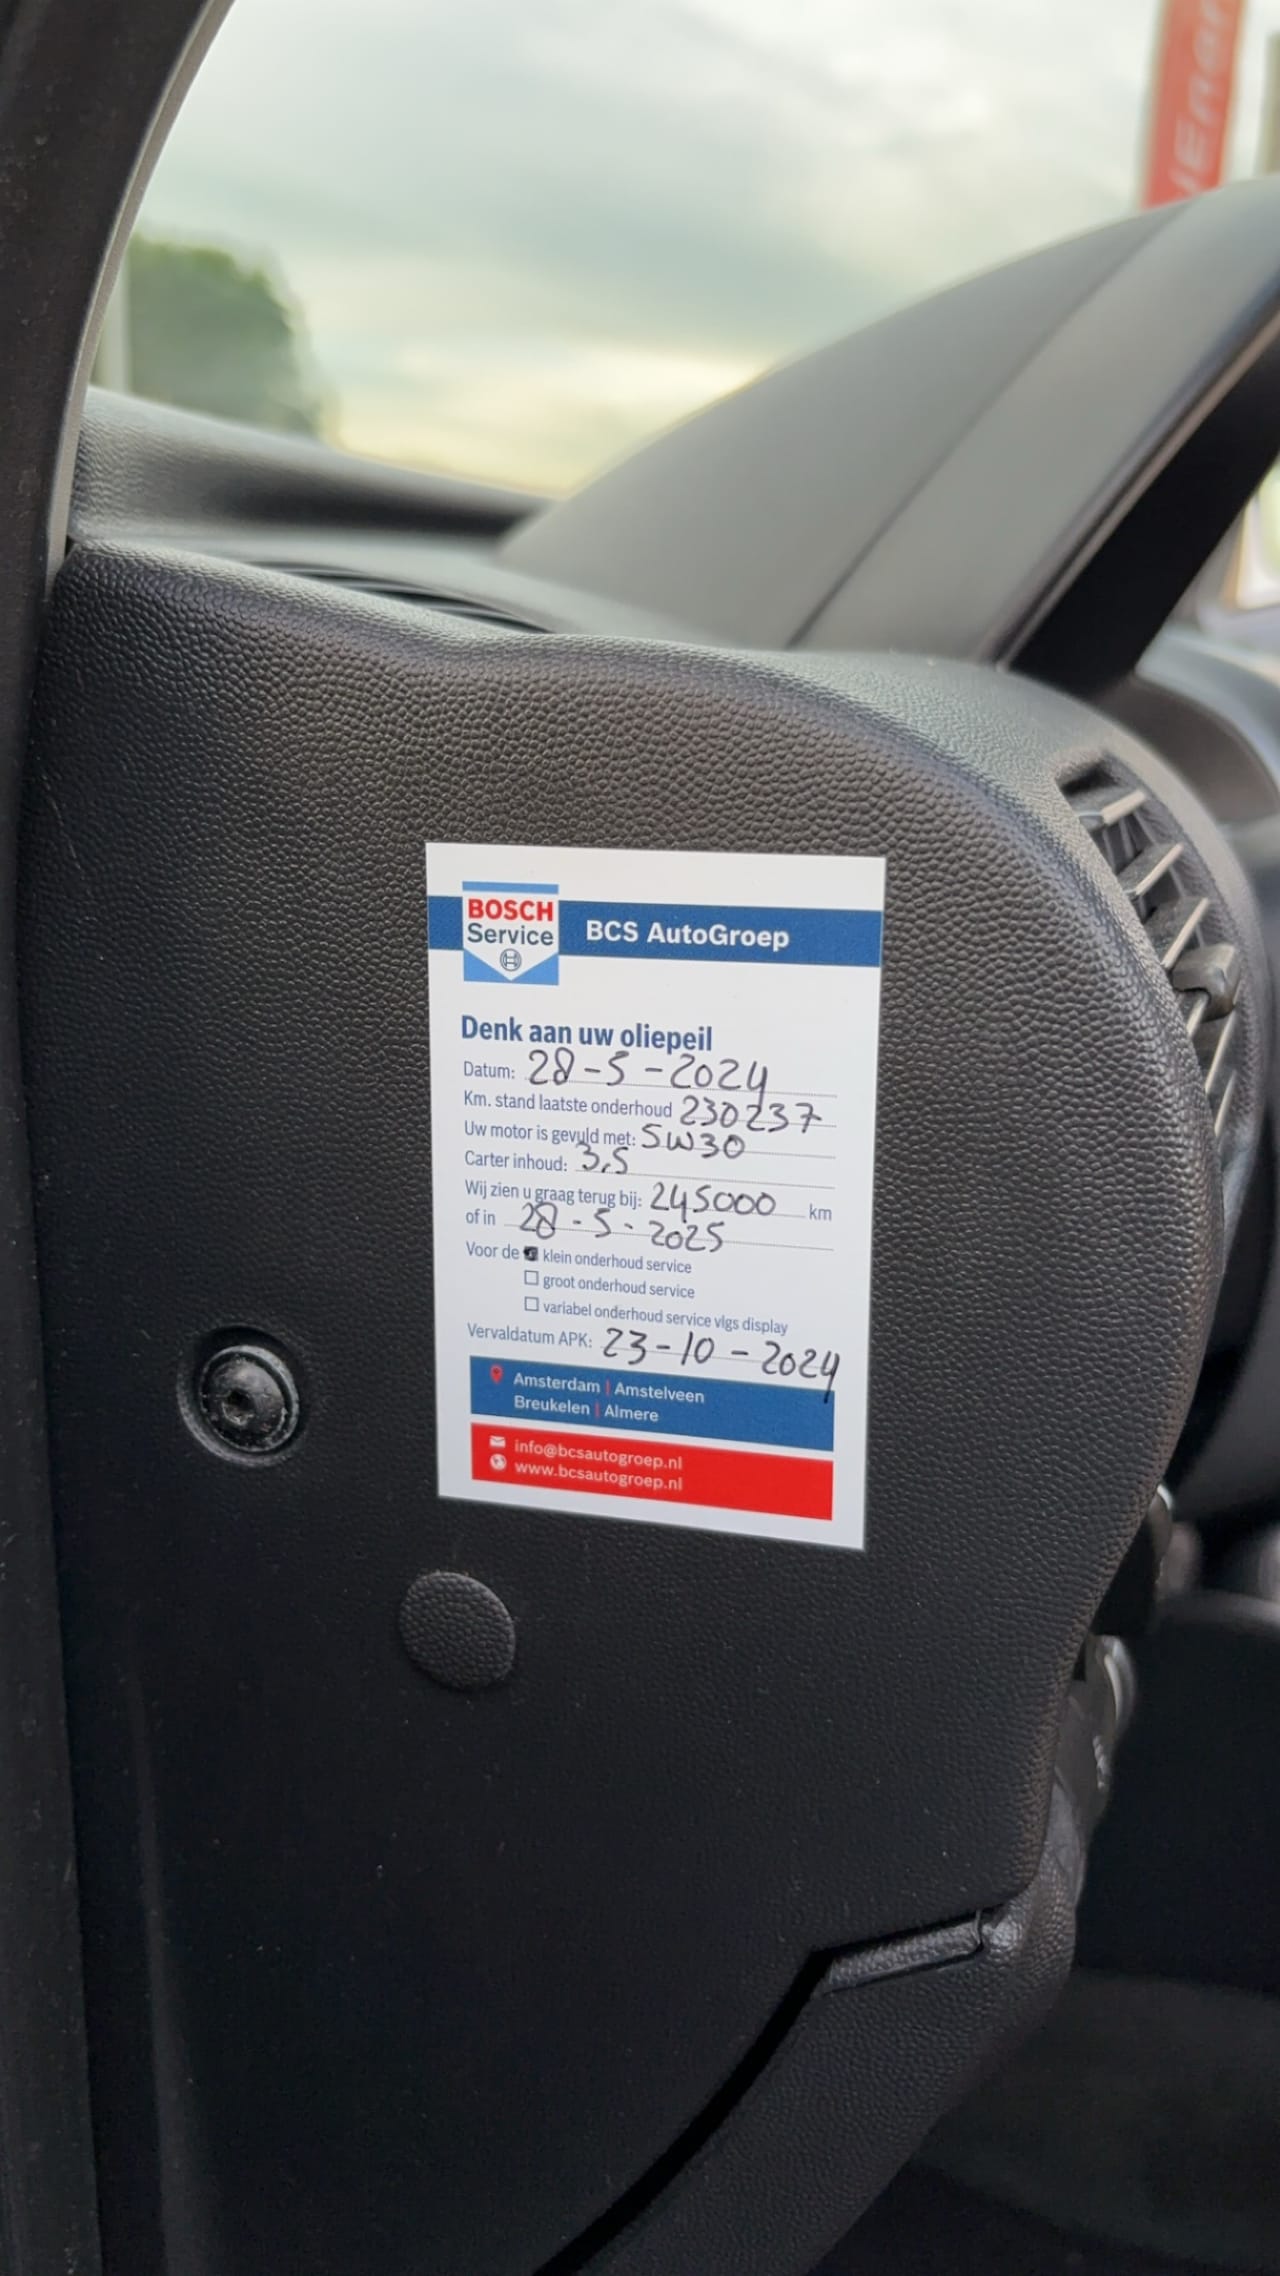 BOSCH
Service
BCS AutoGroep
Denk aan uw oliepeil
Datum: 28-5-2024
Km. stand laatste onderhoud 230237
Uw motor is gevuld met: 5W30
Carter inhoud: 3,5
Wij zien u graag terug bij: 245000 km
of in 28-5-2025
Voor de klein onderhoud service
groot onderhoud service
variabel onderhoud service vlgs display
Vervaldatum APK: 23-10-2024
Amsterdam | Amstelveen
Breukelen | Almere
info@bcsautogroep.nl
www.bcsautogroep.nl